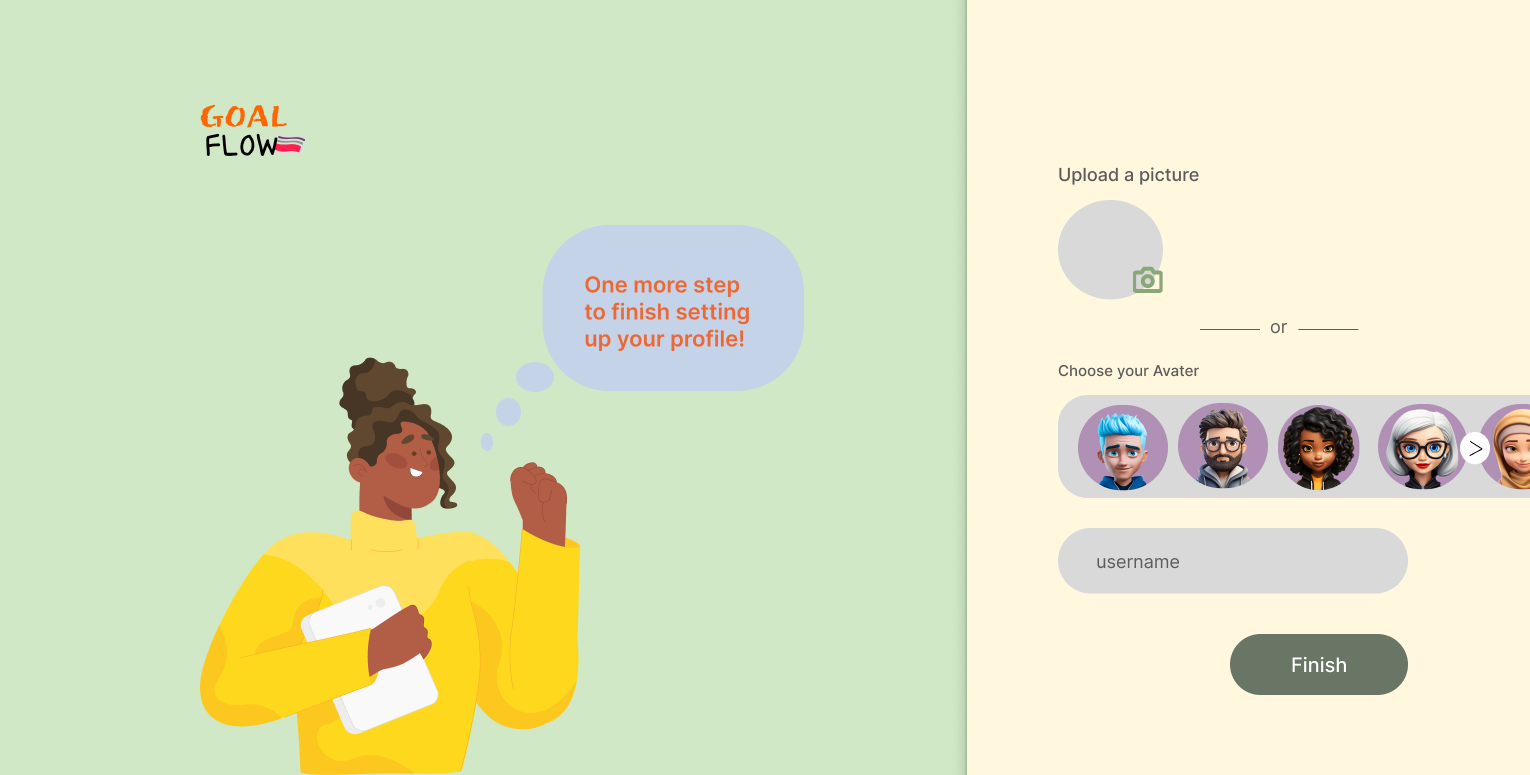 GOAL
FLOW
One more step
to finish setting
up your profile!
Upload a picture
or
Choose your Avater
>
username
Finish